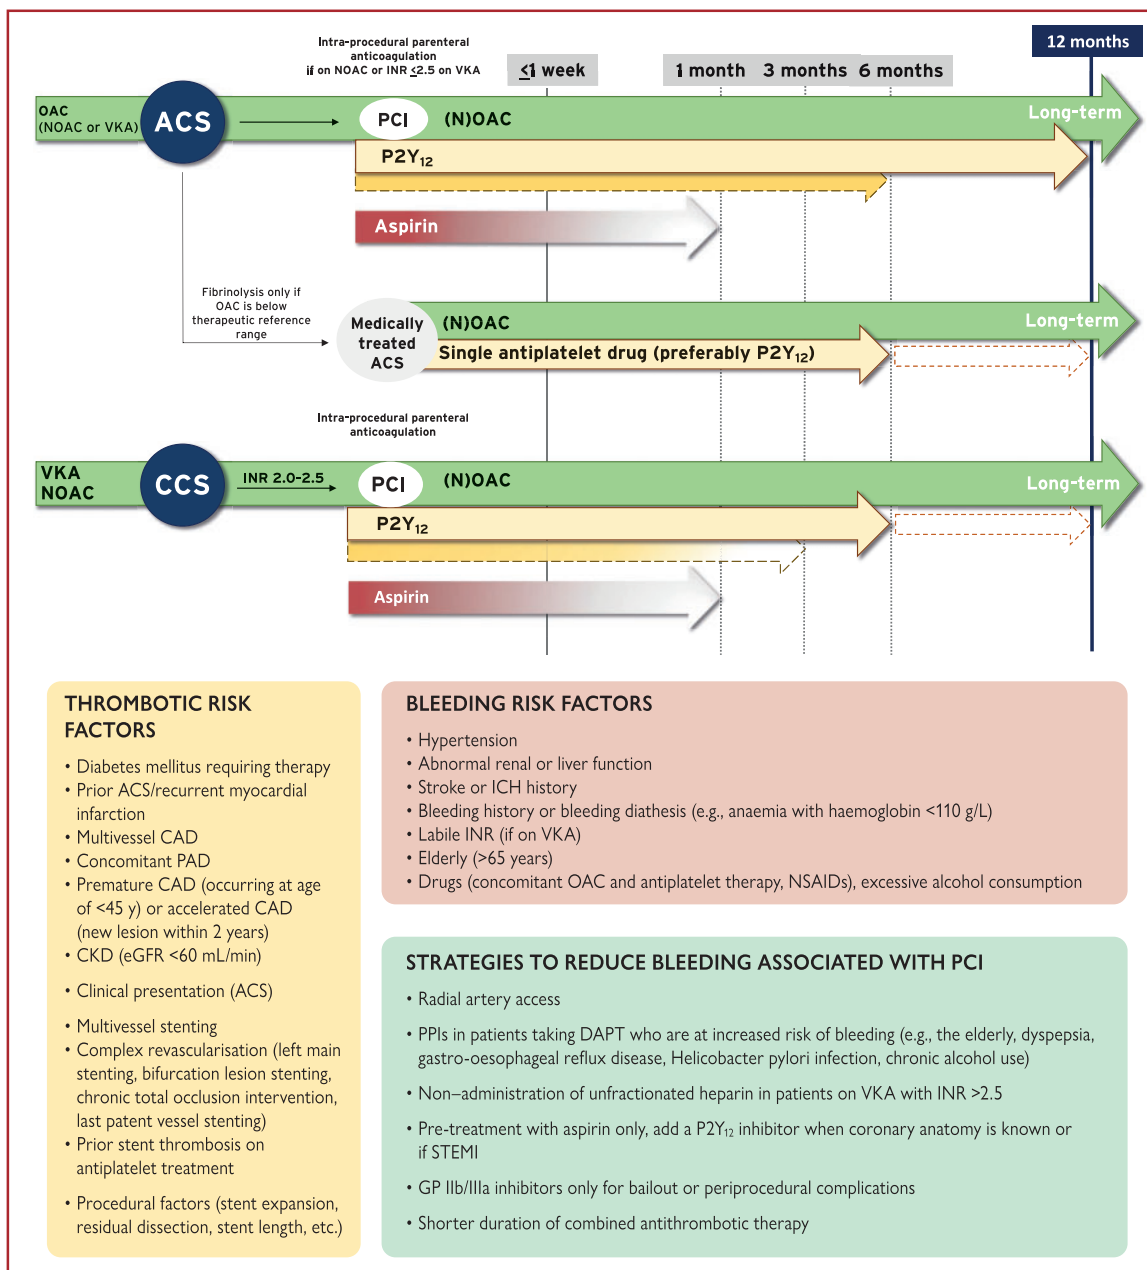 Intra-procedural parenteral
anticoagulation
if on NOAC or INR ≤2.5 on VKA
≤1 week
1 month
3 months
6 months
12 months
OAC
(NOAC or VKA)
ACS
PCI
(N)OAC
Long-term
P2Y₁₂
Aspirin
Fibrinolysis only if
OAC is below
therapeutic reference
range
Medically
treated
ACS
(N)OAC
Long-term
Single antiplatelet drug (preferably P2Y₁₂)
Intra-procedural parenteral
anticoagulation
VKA
NOAC
CCS
INR 2.0-2.5
PCI
(N)OAC
Long-term
P2Y₁₂
Aspirin
THROMBOTIC RISK
FACTORS
• Diabetes mellitus requiring therapy
• Prior ACS/recurrent myocardial
infarction
• Multivessel CAD
• Concomitant PAD
• Premature CAD (occurring at age
of <45 y) or accelerated CAD
(new lesion within 2 years)
• CKD (eGFR <60 mL/min)
• Clinical presentation (ACS)
• Multivessel stenting
• Complex revascularisation (left main
stenting, bifurcation lesion stenting,
chronic total occlusion intervention,
last patent vessel stenting)
• Prior stent thrombosis on
antiplatelet treatment
• Procedural factors (stent expansion,
residual dissection, stent length, etc.)
BLEEDING RISK FACTORS
• Hypertension
• Abnormal renal or liver function
• Stroke or ICH history
• Bleeding history or bleeding diathesis (e.g., anaemia with haemoglobin <110 g/L)
• Labile INR (if on VKA)
• Elderly (>65 years)
• Drugs (concomitant OAC and antiplatelet therapy, NSAIDs), excessive alcohol consumption
STRATEGIES TO REDUCE BLEEDING ASSOCIATED WITH PCI
• Radial artery access
• PPIs in patients taking DAPT who are at increased risk of bleeding (e.g., the elderly, dyspepsia,
gastro-oesophageal reflux disease, Helicobacter pylori infection, chronic alcohol use)
• Non–administration of unfractionated heparin in patients on VKA with INR >2.5
• Pre-treatment with aspirin only, add a P2Y₁₂ inhibitor when coronary anatomy is known or
if STEMI
• GP IIb/IIIa inhibitors only for bailout or periprocedural complications
• Shorter duration of combined antithrombotic therapy